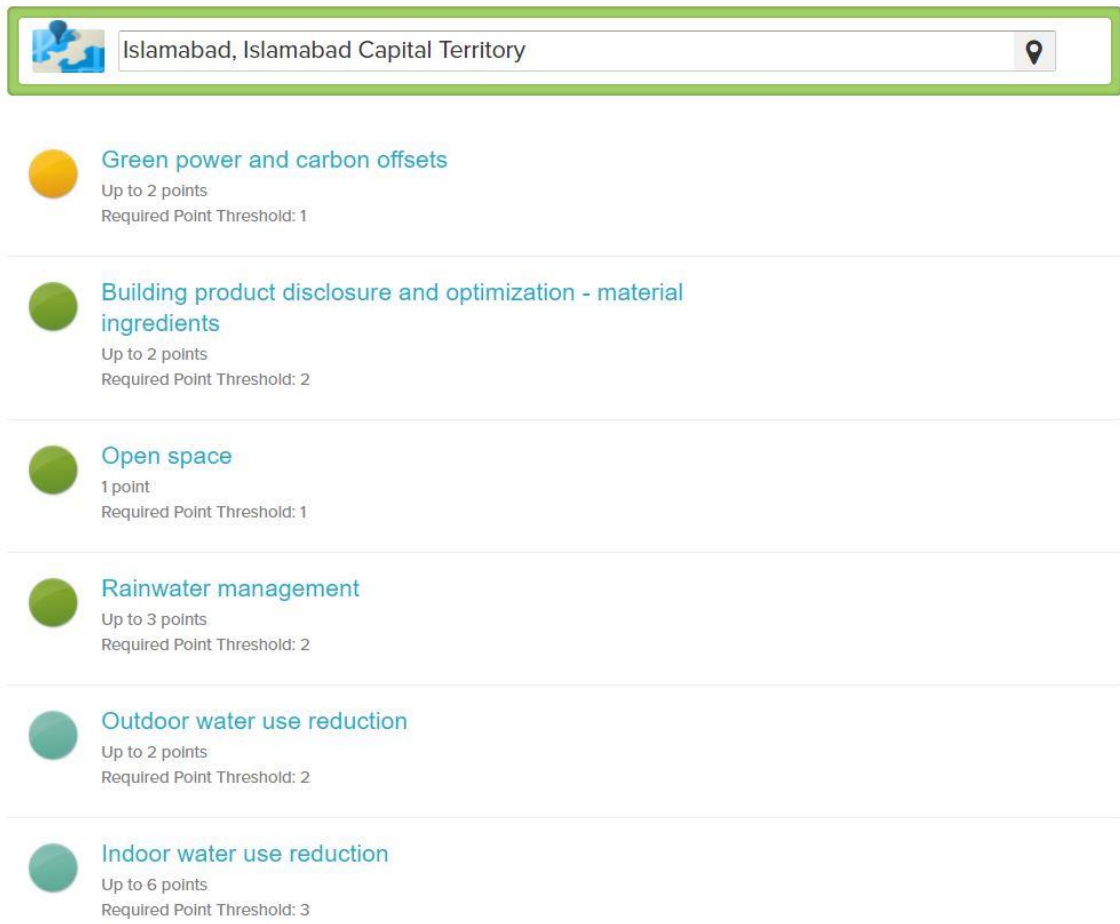 Islamabad, Islamabad Capital Territory
Green power and carbon offsets
Up to 2 points
Required Point Threshold: 1
Building product disclosure and optimization - material
ingredients
Up to 2 points
Required Point Threshold: 2
Open space
1 point
Required Point Threshold: 1
Rainwater management
Up to 3 points
Required Point Threshold: 2
Outdoor water use reduction
Up to 2 points
Required Point Threshold: 2
Indoor water use reduction
Up to 6 points
Required Point Threshold: 3